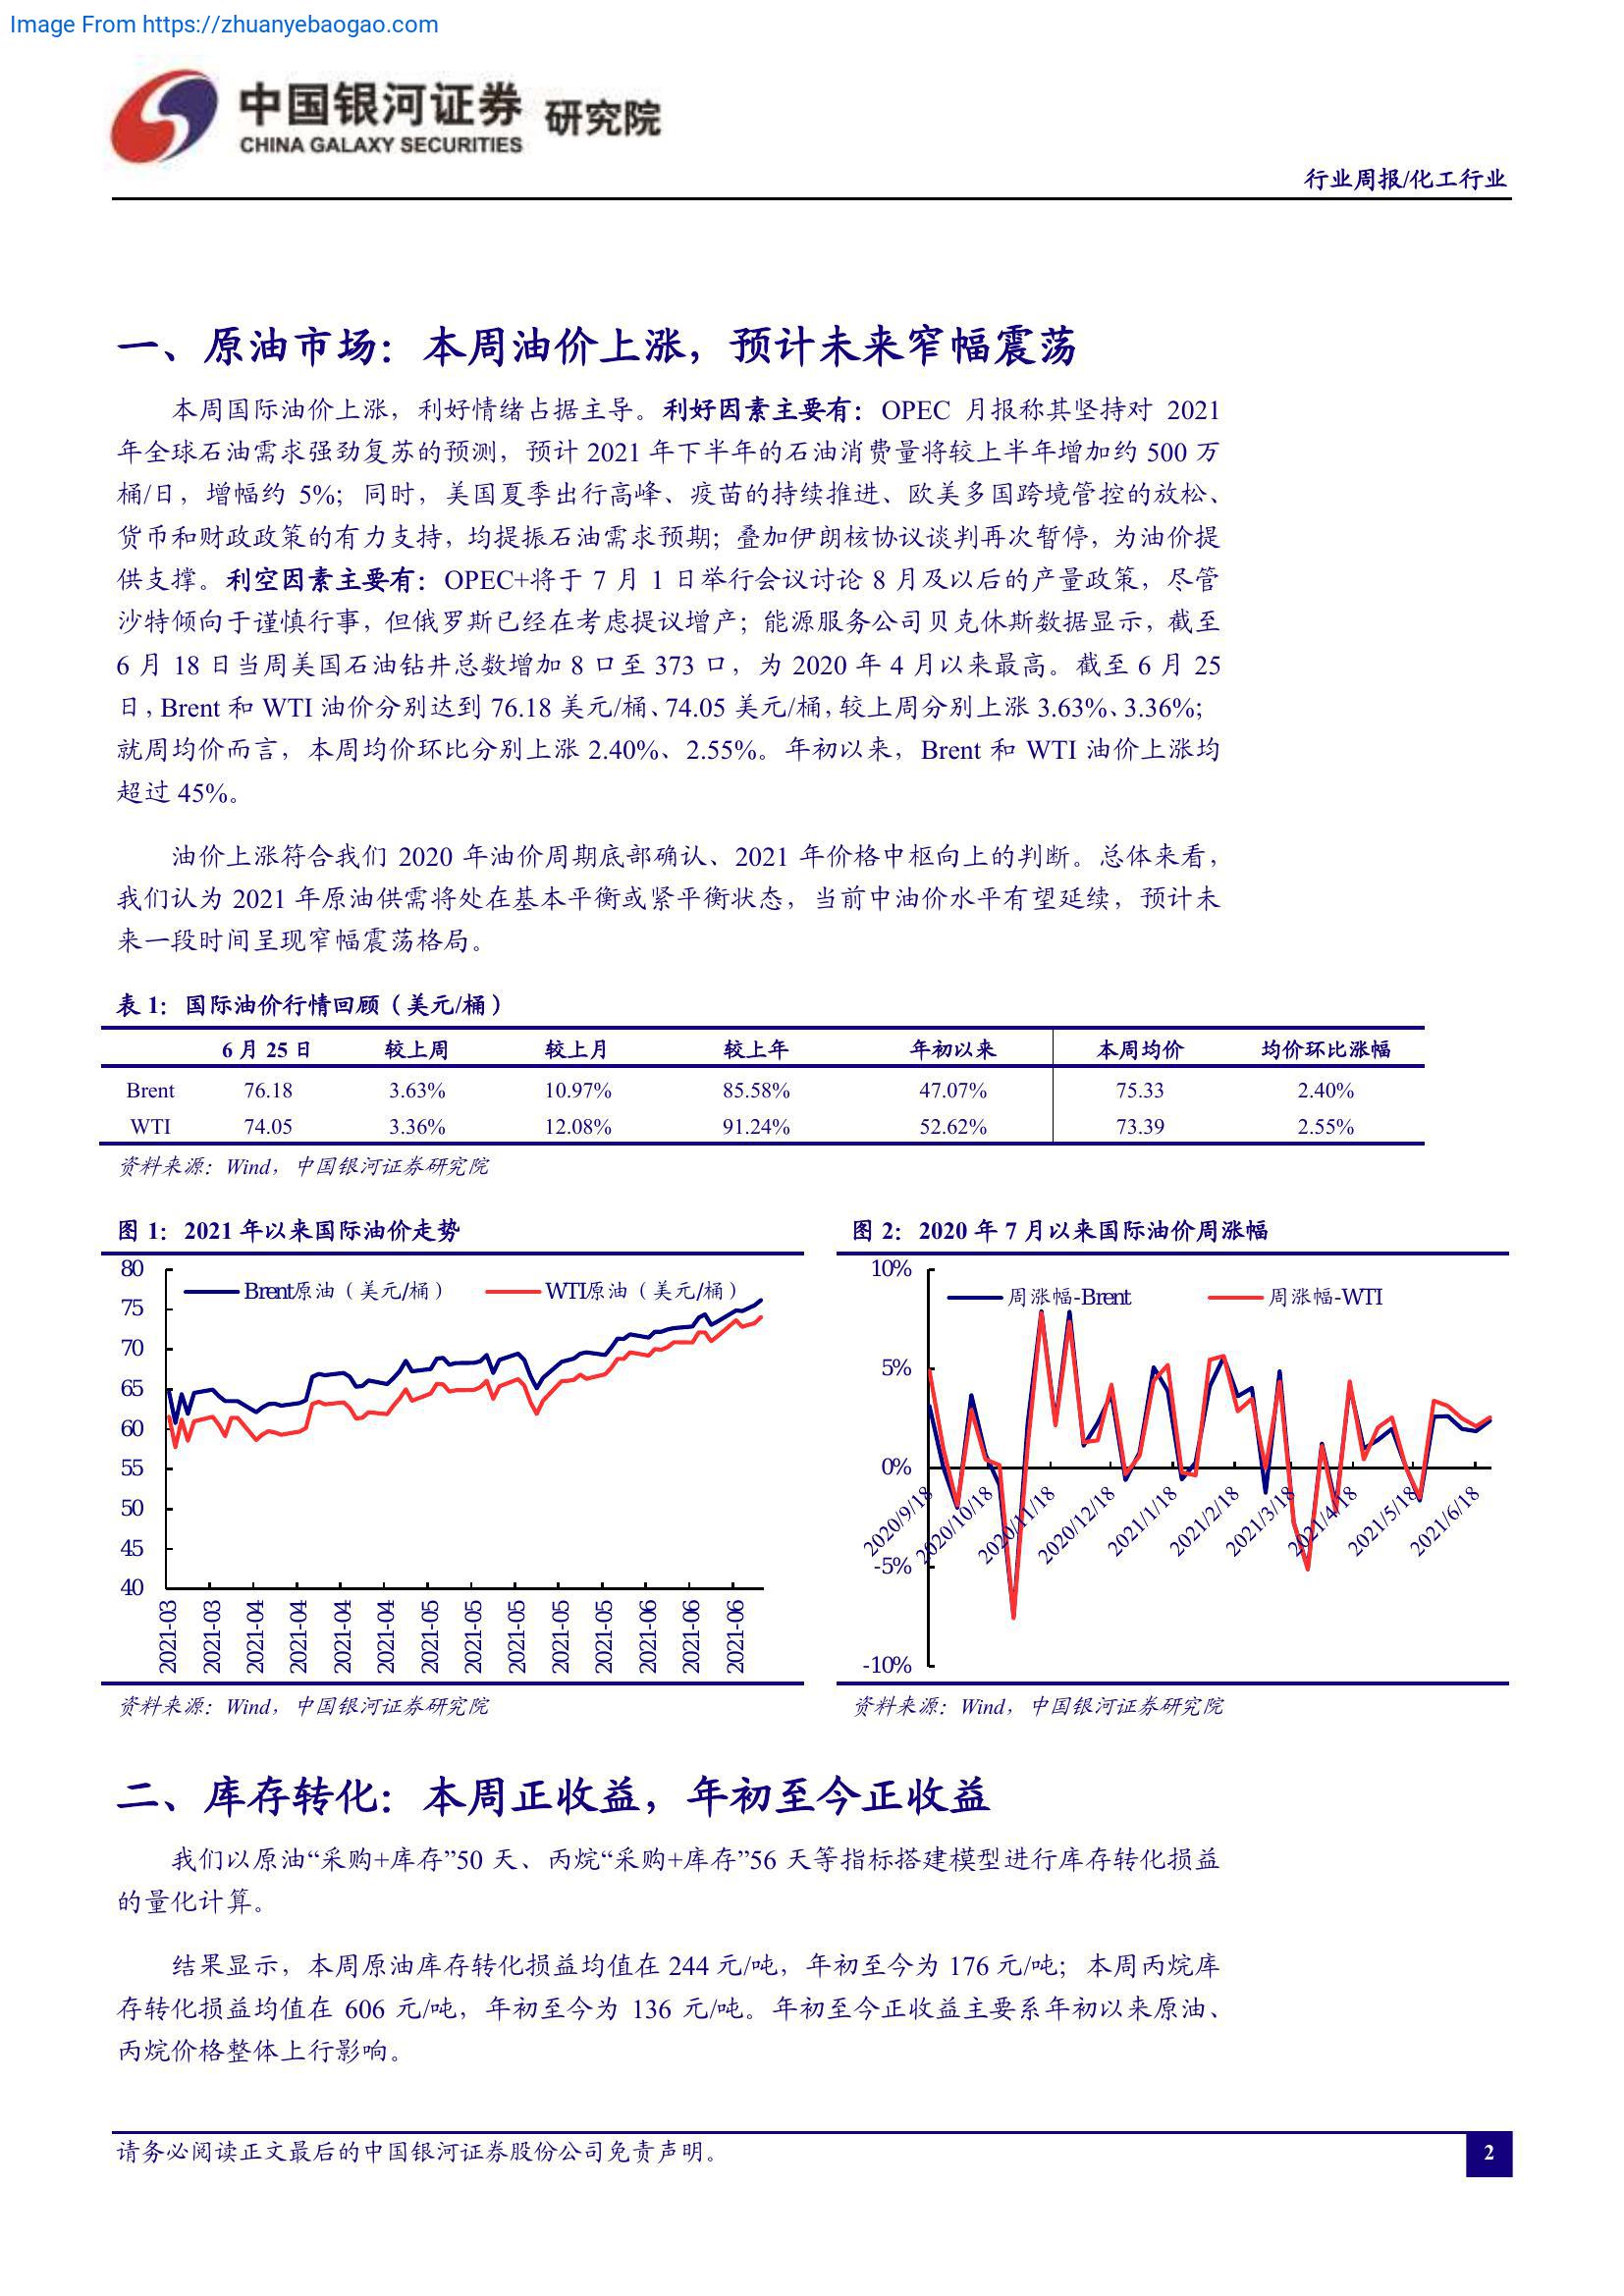 Image From https://zhuanyebaogao.com
中国银河证券 研究院
CHINA GALAXY SECURITIES
行业周报/化工行业
一、原油市场：本周油价上涨，预计未来窄幅震荡
本周国际油价上涨，利好情绪占据主导。利好因素主要有：OPEC 月报称其坚持对 2021
年全球石油需求强劲复苏的预测，预计 2021 年下半年的石油消费量将较上半年增加约 500 万
桶/日，增幅约 5%；同时，美国夏季出行高峰、疫苗的持续推进、欧美多国跨境管控的放松、
货币和财政政策的有力支持，均提振石油需求预期；叠加伊朗核协议谈判再次暂停，为油价提
供支撑。利空因素主要有：OPEC+将于 7 月 1 日举行会议讨论 8 月及以后的产量政策，尽管
沙特倾向于谨慎行事，但俄罗斯已经在考虑提议增产；能源服务公司贝克休斯数据显示，截至
6 月 18 日当周美国石油钻井总数增加 8 口至 373 口，为 2020 年 4 月以来最高。截至 6 月 25
日，Brent 和 WTI 油价分别达到 76.18 美元/桶、74.05 美元/桶，较上周分别上涨 3.63%、3.36%；
就周均价而言，本周均价环比分别上涨 2.40%、2.55%。年初以来，Brent 和 WTI 油价上涨均
超过 45%。
油价上涨符合我们 2020 年油价周期底部确认、2021 年价格中枢向上的判断。总体来看，
我们认为 2021 年原油供需将处在基本平衡或紧平衡状态，当前中油价水平有望延续，预计未
来一段时间呈现窄幅震荡格局。
表 1：国际油价行情回顾（美元/桶）
6 月 25 日 较上周 较上月 较上年 年初以来 本周均价 均价环比涨幅
Brent 76.18 3.63% 10.97% 85.58% 47.07% 75.33 2.40%
WTI 74.05 3.36% 12.08% 91.24% 52.62% 73.39 2.55%
资料来源：Wind，中国银河证券研究院
图 1：2021 年以来国际油价走势
80
75
70
65
60
55
50
45
40
Brent原油（美元/桶） WTI原油（美元/桶）
2021-03 2021-03 2021-04 2021-04 2021-04 2021-04 2021-05 2021-05 2021-05 2021-05 2021-05 2021-06 2021-06 2021-06
资料来源：Wind，中国银河证券研究院
图 2：2020 年 7 月以来国际油价周涨幅
10%
5%
0%
-5%
-10%
周涨幅-Brent 周涨幅-WTI
2020/9/18 2020/10/18 2020/11/18 2020/12/18 2021/1/18 2021/2/18 2021/3/18 2021/4/18 2021/5/18 2021/6/18
资料来源：Wind，中国银河证券研究院
二、库存转化：本周正收益，年初至今正收益
我们以原油“采购+库存”50 天、丙烷“采购+库存”56 天等指标搭建模型进行库存转化损益
的量化计算。
结果显示，本周原油库存转化损益均值在 244 元/吨，年初至今为 176 元/吨；本周丙烷库
存转化损益均值在 606 元/吨，年初至今为 136 元/吨。年初至今正收益主要系年初以来原油、
丙烷价格整体上行影响。
请务必阅读正文最后的中国银河证券股份公司免责声明。
2